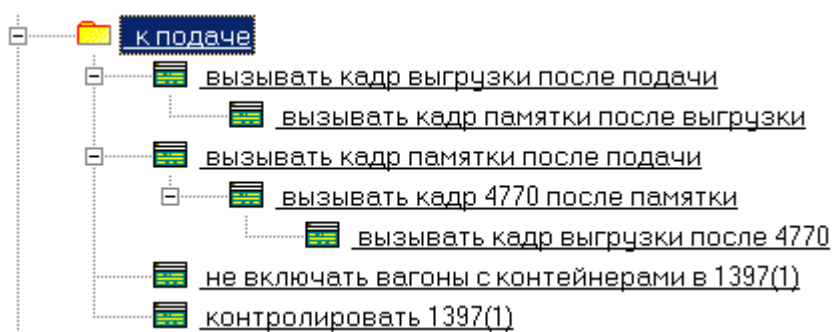 к подаче
вызывать кадр выгрузки после подачи
вызывать кадр памятки после выгрузки
вызывать кадр памятки после подачи
вызывать кадр 4770 после памятки
вызывать кадр выгрузки после 4770
не включать вагоны с контейнерами в 1397(1)
контролировать 1397(1)